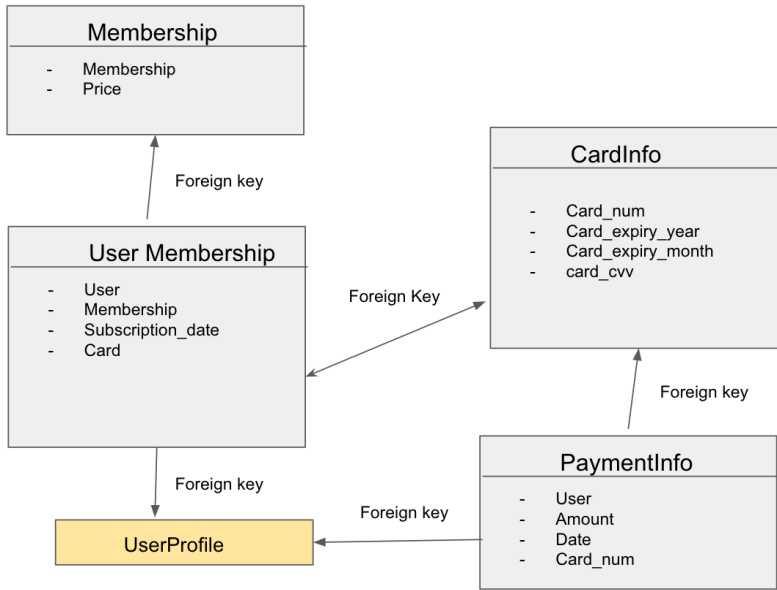 Membership
- Membership
- Price
Foreign key
User Membership
- User
- Membership
- Subscription_date
- Card
Foreign Key
CardInfo
- Card_num
- Card_expiry_year
- Card_expiry_month
- card_cvv
Foreign key
PaymentInfo
- User
- Amount
- Date
- Card_num
Foreign key
Foreign key
UserProfile